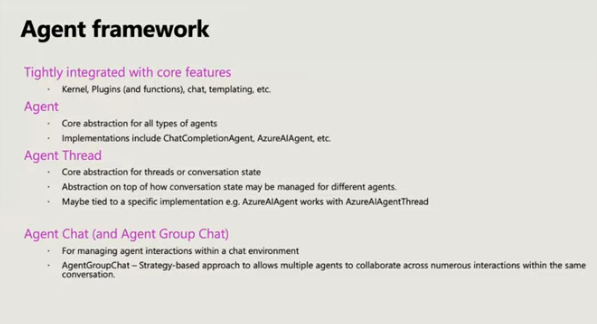 Agent framework
Tightly integrated with core features
· Kernel, Plugins (and functions), chat, templating, etc.
Agent
· Core abstraction for all types of agents
· Implementations include ChatCompletionAgent, AzureAIAgent, etc.
Agent Thread
· Core abstraction for threads or conversation state
· Abstraction on top of how conversation state may be managed for different agents.
· Maybe tied to a specific implementation e.g. AzureAIAgent works with AzureAIAgentThread
Agent Chat (and Agent Group Chat)
· For managing agent interactions within a chat environment
· AgentGroupChat – Strategy-based approach to allows multiple agents to collaborate across numerous interactions within the same
conversation.